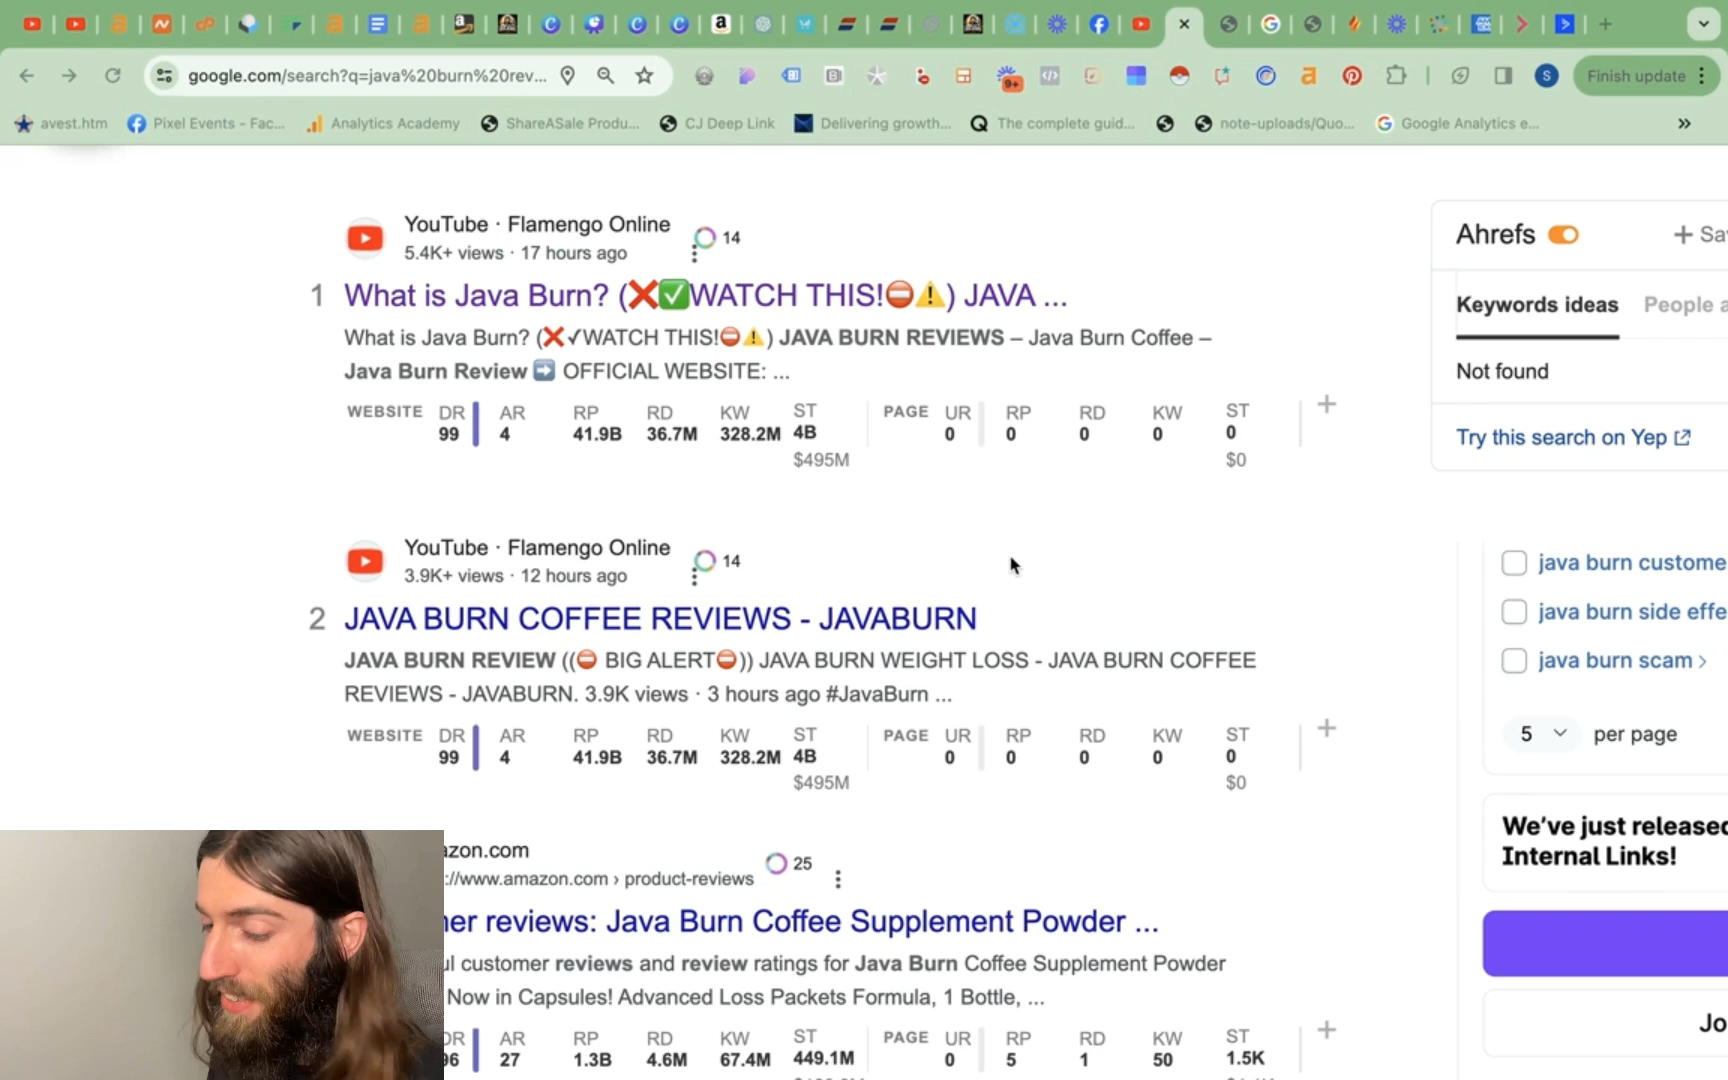 google.com/search?q=java%20burn%20rev...
9+
S
Finish update
avest.htm
Pixel Events - Fac...
Analytics Academy
ShareASale Produ...
CJ Deep Link
Delivering growth...
The complete guid...
note-uploads/Quo...
Google Analytics e...
»
YouTube · Flamengo Online
14
5.4K+ views · 17 hours ago
1 What is Java Burn? (❌✅WATCH THIS!⛔⚠️) JAVA ...
What is Java Burn? (❌✓WATCH THIS!⛔⚠️) JAVA BURN REVIEWS – Java Burn Coffee –
Java Burn Review ➡️ OFFICIAL WEBSITE: ...
WEBSITE DR AR RP RD KW ST PAGE UR RP RD KW ST
99 4 41.9B 36.7M 328.2M 4B 0 0 0 0 0
$495M $0
YouTube · Flamengo Online
14
3.9K+ views · 12 hours ago
2 JAVA BURN COFFEE REVIEWS - JAVABURN
JAVA BURN REVIEW ((⛔ BIG ALERT⛔)) JAVA BURN WEIGHT LOSS - JAVA BURN COFFEE
REVIEWS - JAVABURN. 3.9K views · 3 hours ago #JavaBurn ...
WEBSITE DR AR RP RD KW ST PAGE UR RP RD KW ST
99 4 41.9B 36.7M 328.2M 4B 0 0 0 0 0
$495M $0
azon.com
25
://www.amazon.com › product-reviews
er reviews: Java Burn Coffee Supplement Powder ...
ul customer reviews and review ratings for Java Burn Coffee Supplement Powder
Now in Capsules! Advanced Loss Packets Formula, 1 Bottle, ...
DR AR RP RD KW ST PAGE UR RP RD KW ST
96 27 1.3B 4.6M 67.4M 449.1M 0 5 1 50 1.5K
Ahrefs
+ Sav
Keywords ideas
People a
Not found
Try this search on Yep
java burn custome
java burn side effe
java burn scam ›
5 per page
We've just released
Internal Links!
Jo